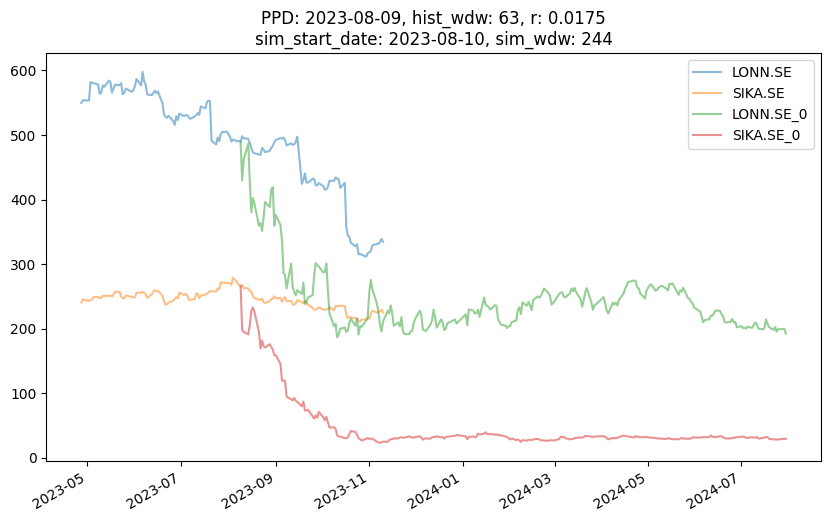 PPD: 2023-08-09, hist_wdw: 63, r: 0.0175
sim_start_date: 2023-08-10, sim_wdw: 244
LONN.SE
SIKA.SE
LONN.SE_0
SIKA.SE_0
600
500
400
300
200
100
0
2023-05
2023-07
2023-09
2023-11
2024-01
2024-03
2024-05
2024-07